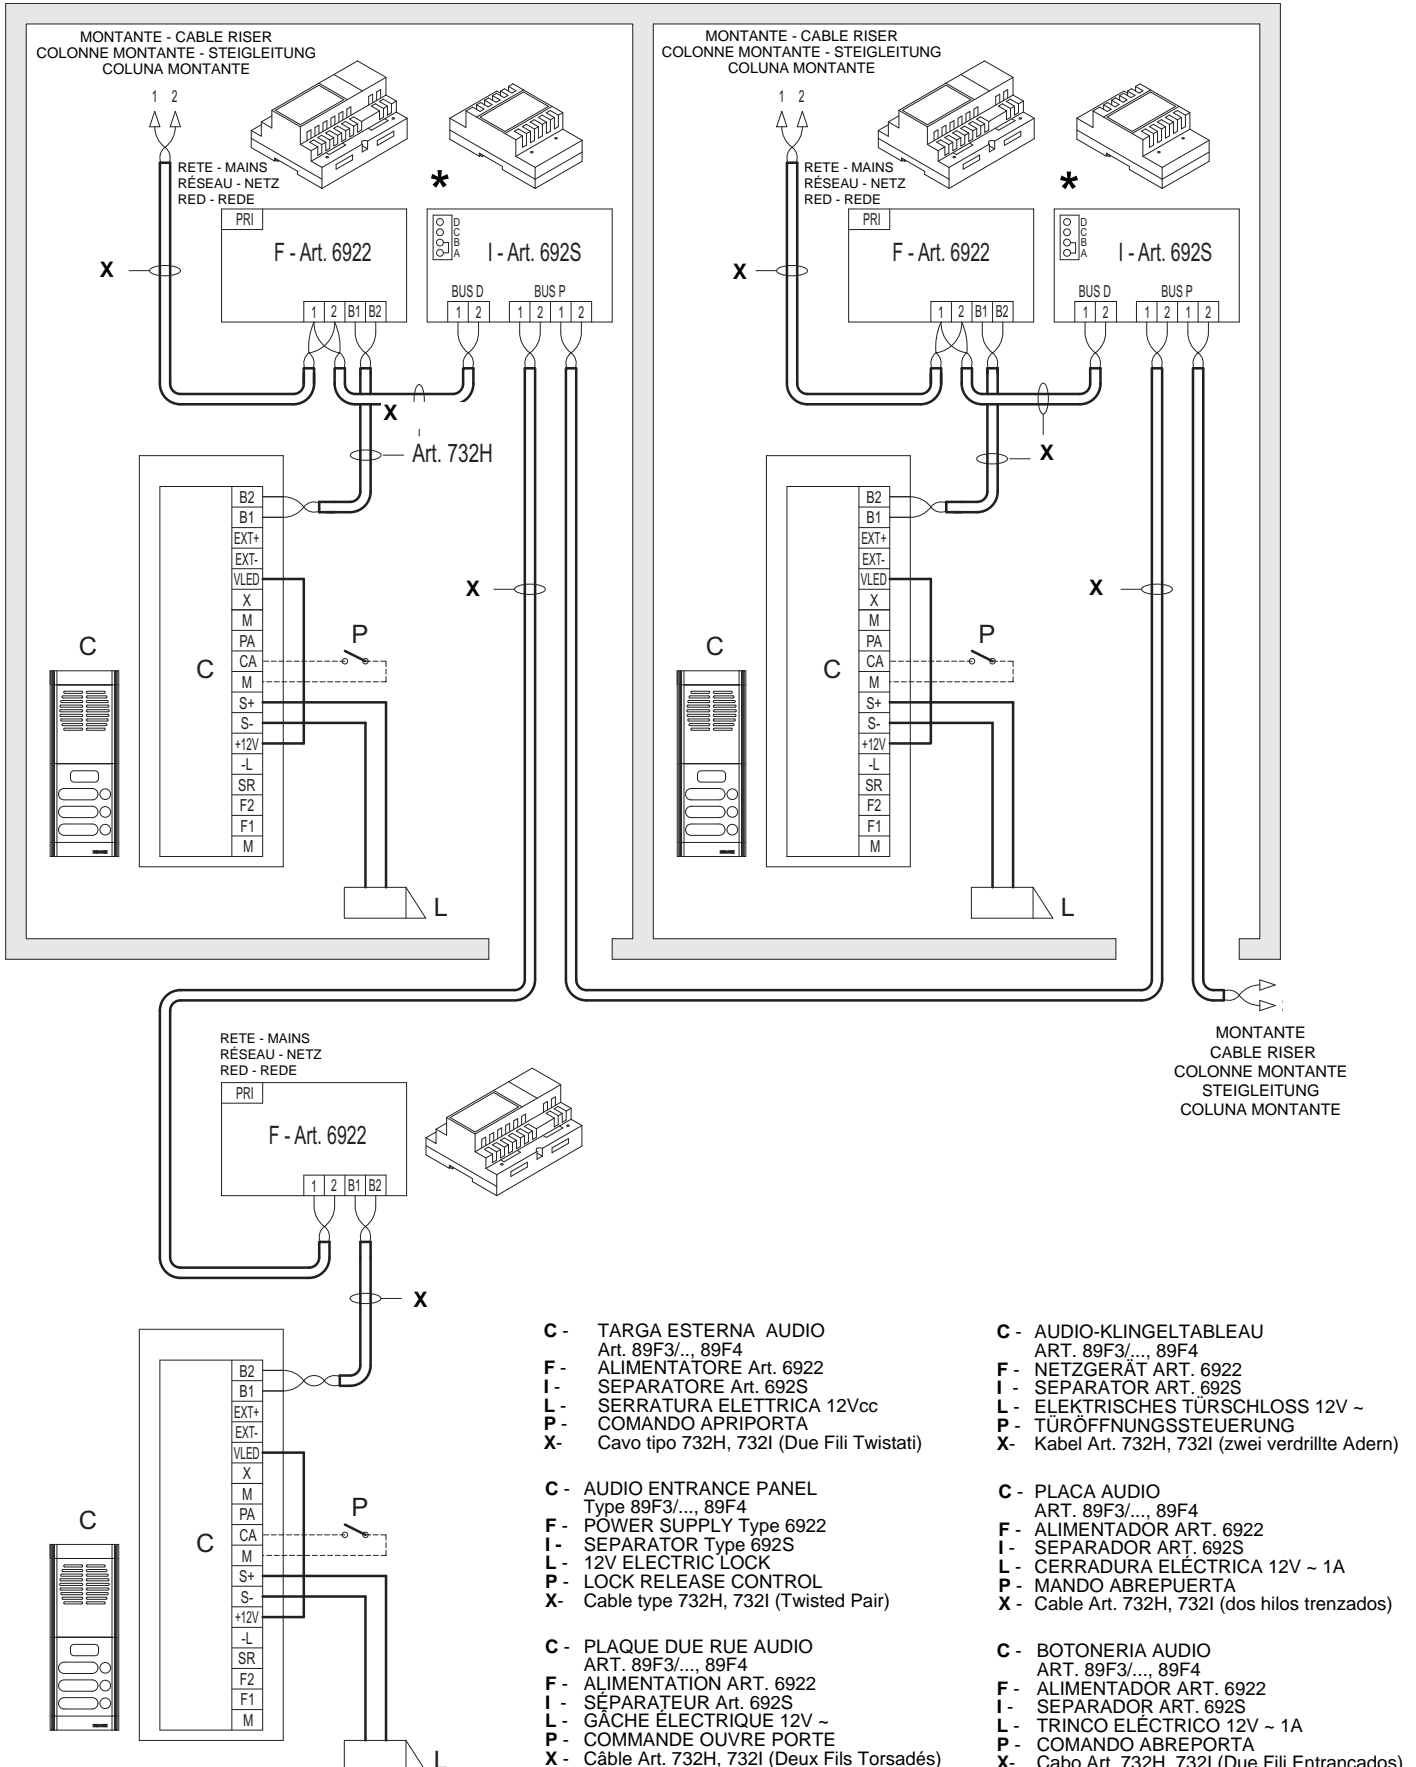 MONTANTE - CABLE RISER
COLONNE MONTANTE - STEIGLEITUNG
COLUNA MONTANTE
1 2
RETE - MAINS
RÉSEAU - NETZ
RED - REDE
*
PRI
F - Art. 6922
1 2 B1 B2
D
C
B
A
I - Art. 692S
BUS D BUS P
1 2 1 2 1 2
X
X
Art. 732H
B2
B1
EXT+
EXT-
VLED
X
M
PA
CA
M
S+
S-
+12V
-L
SR
F2
F1
M
C
C
P
X
L
MONTANTE - CABLE RISER
COLONNE MONTANTE - STEIGLEITUNG
COLUNA MONTANTE
1 2
RETE - MAINS
RÉSEAU - NETZ
RED - REDE
*
PRI
F - Art. 6922
1 2 B1 B2
D
C
B
A
I - Art. 692S
BUS D BUS P
1 2 1 2 1 2
X
X
B2
B1
EXT+
EXT-
VLED
X
M
PA
CA
M
S+
S-
+12V
-L
SR
F2
F1
M
C
C
P
X
L
MONTANTE
CABLE RISER
COLONNE MONTANTE
STEIGLEITUNG
COLUNA MONTANTE
RETE - MAINS
RÉSEAU - NETZ
RED - REDE
PRI
F - Art. 6922
1 2 B1 B2
X
B2
B1
EXT+
EXT-
VLED
X
M
PA
CA
M
S+
S-
+12V
-L
SR
F2
F1
M
C
C
P
L
C - TARGA ESTERNA AUDIO
Art. 89F3/.., 89F4
F - ALIMENTATORE Art. 6922
I - SEPARATORE Art. 692S
L - SERRATURA ELETTRICA 12Vcc
P - COMANDO APRIPORTA
X- Cavo tipo 732H, 732I (Due Fili Twistati)
C - AUDIO ENTRANCE PANEL
Type 89F3/..., 89F4
F - POWER SUPPLY Type 6922
I - SEPARATOR Type 692S
L - 12V ELECTRIC LOCK
P - LOCK RELEASE CONTROL
X- Cable type 732H, 732I (Twisted Pair)
C - PLAQUE DUE RUE AUDIO
ART. 89F3/..., 89F4
F - ALIMENTATION ART. 6922
I - SÉPARATEUR Art. 692S
L - GÂCHE ÉLECTRIQUE 12V ~
P - COMMANDE OUVRE PORTE
X - Câble Art. 732H, 732I (Deux Fils Torsadés)
C - AUDIO-KLINGELTABLEAU
ART. 89F3/..., 89F4
F - NETZGERÄT ART. 6922
I - SEPARATOR ART. 692S
L - ELEKTRISCHES TÜRSCHLOSS 12V ~
P - TÜRÖFFNUNGSSTEUERUNG
X- Kabel Art. 732H, 732I (zwei verdrillte Adern)
C - PLACA AUDIO
ART. 89F3/..., 89F4
F - ALIMENTADOR ART. 6922
I - SEPARADOR ART. 692S
L - CERRADURA ELÉCTRICA 12V ~ 1A
P - MANDO ABREPUERTA
X - Cable Art. 732H, 732I (dos hilos trenzados)
C - BOTONERIA AUDIO
ART. 89F3/..., 89F4
F - ALIMENTADOR ART. 6922
I - SEPARADOR ART. 692S
L - TRINCO ELÉCTRICO 12V ~ 1A
P - COMANDO ABREPORTA
X- Cabo Art. 732H, 732I (Due Fili Entrancados)